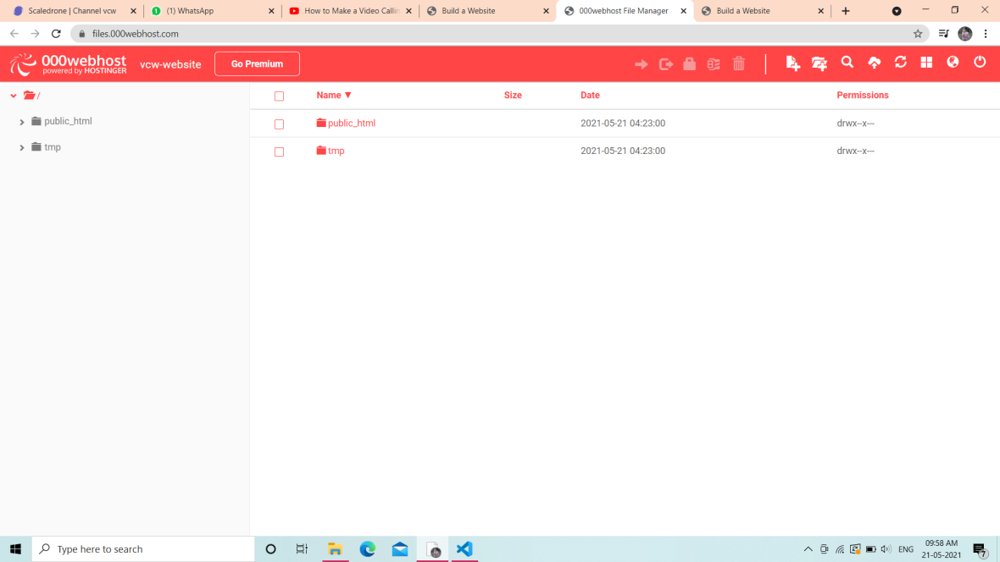 Scaledrone | Channel vcw
(1) WhatsApp
How to Make a Video Callin
Build a Website
000webhost File Manager
Build a Website
files.000webhost.com
000webhost
powered by HOSTINGER
vcw-website
Go Premium
/
public_html
tmp
Name ▼ Size Date Permissions
public_html 2021-05-21 04:23:00 drwx--x---
tmp 2021-05-21 04:23:00 drwx--x---
Type here to search
ENG
09:58 AM
21-05-2021
7